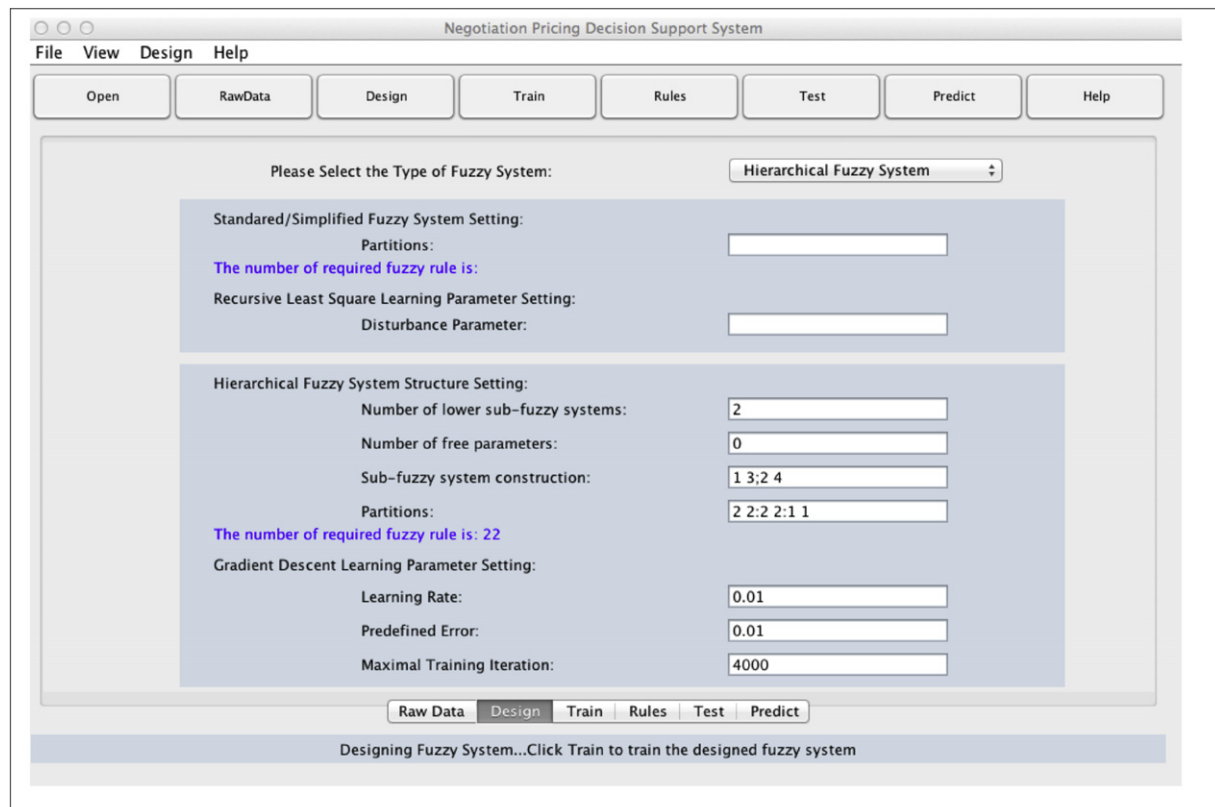 Negotiation Pricing Decision Support System
File View Design Help
Open RawData Design Train Rules Test Predict Help
Please Select the Type of Fuzzy System: Hierarchical Fuzzy System
Standared/Simplified Fuzzy System Setting:
Partitions:
The number of required fuzzy rule is:
Recursive Least Square Learning Parameter Setting:
Disturbance Parameter:
Hierarchical Fuzzy System Structure Setting:
Number of lower sub-fuzzy systems: 2
Number of free parameters: 0
Sub-fuzzy system construction: 1 3;2 4
Partitions: 2 2:2 2:1 1
The number of required fuzzy rule is: 22
Gradient Descent Learning Parameter Setting:
Learning Rate: 0.01
Predefined Error: 0.01
Maximal Training Iteration: 4000
Raw Data Design Train Rules Test Predict
Designing Fuzzy System...Click Train to train the designed fuzzy system